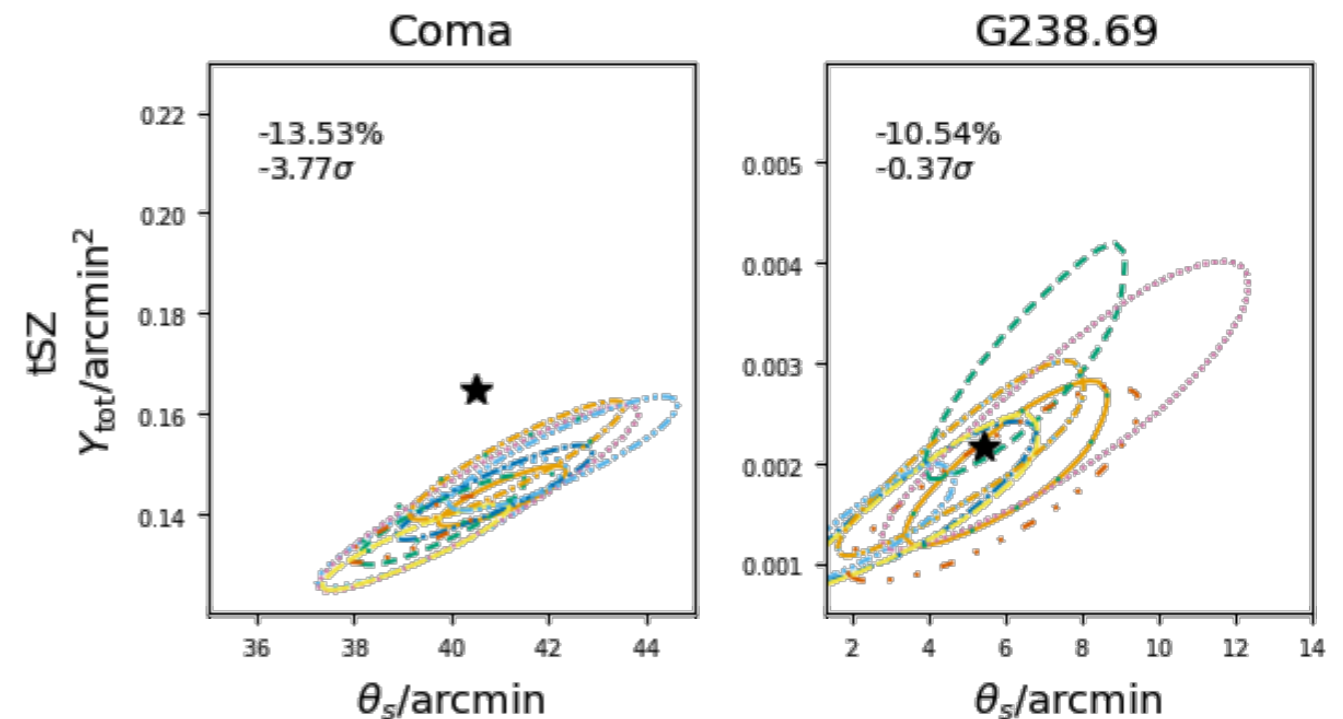 Coma
G238.69
-13.53%
-3.77σ
-10.54%
-0.37σ
0.22
0.20
0.18
0.16
0.14
0.005
0.004
0.003
0.002
0.001
tSZ
Y_tot/arcmin²
36 38 40 42 44
2 4 6 8 10 12 14
θ_s/arcmin
θ_s/arcmin